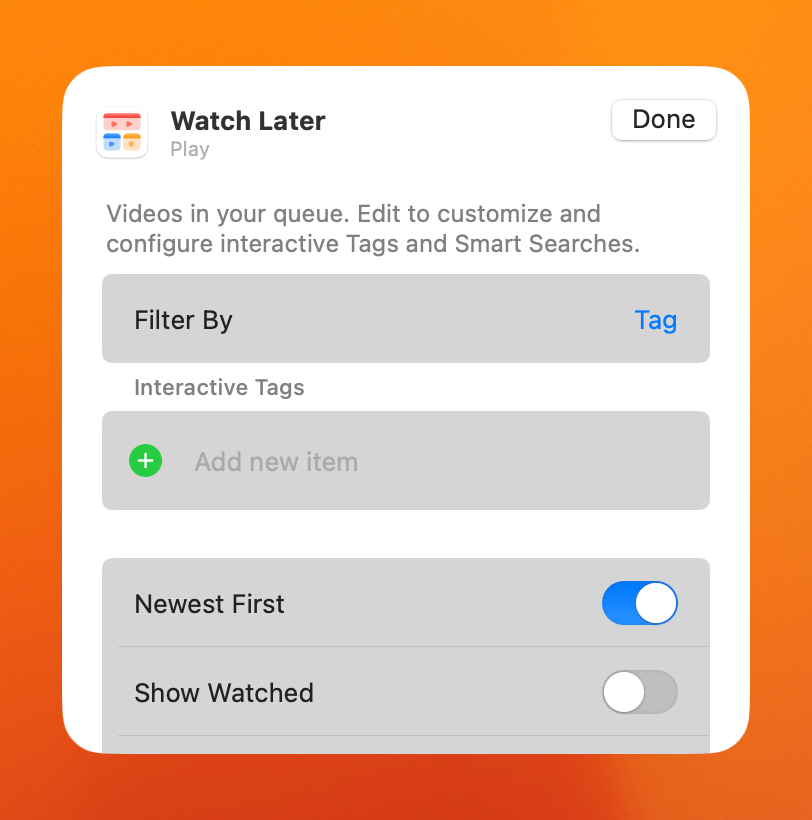 Watch Later
Play
Done
Videos in your queue. Edit to customize and
configure interactive Tags and Smart Searches.
Filter By
Tag
Interactive Tags
Add new item
Newest First
Show Watched